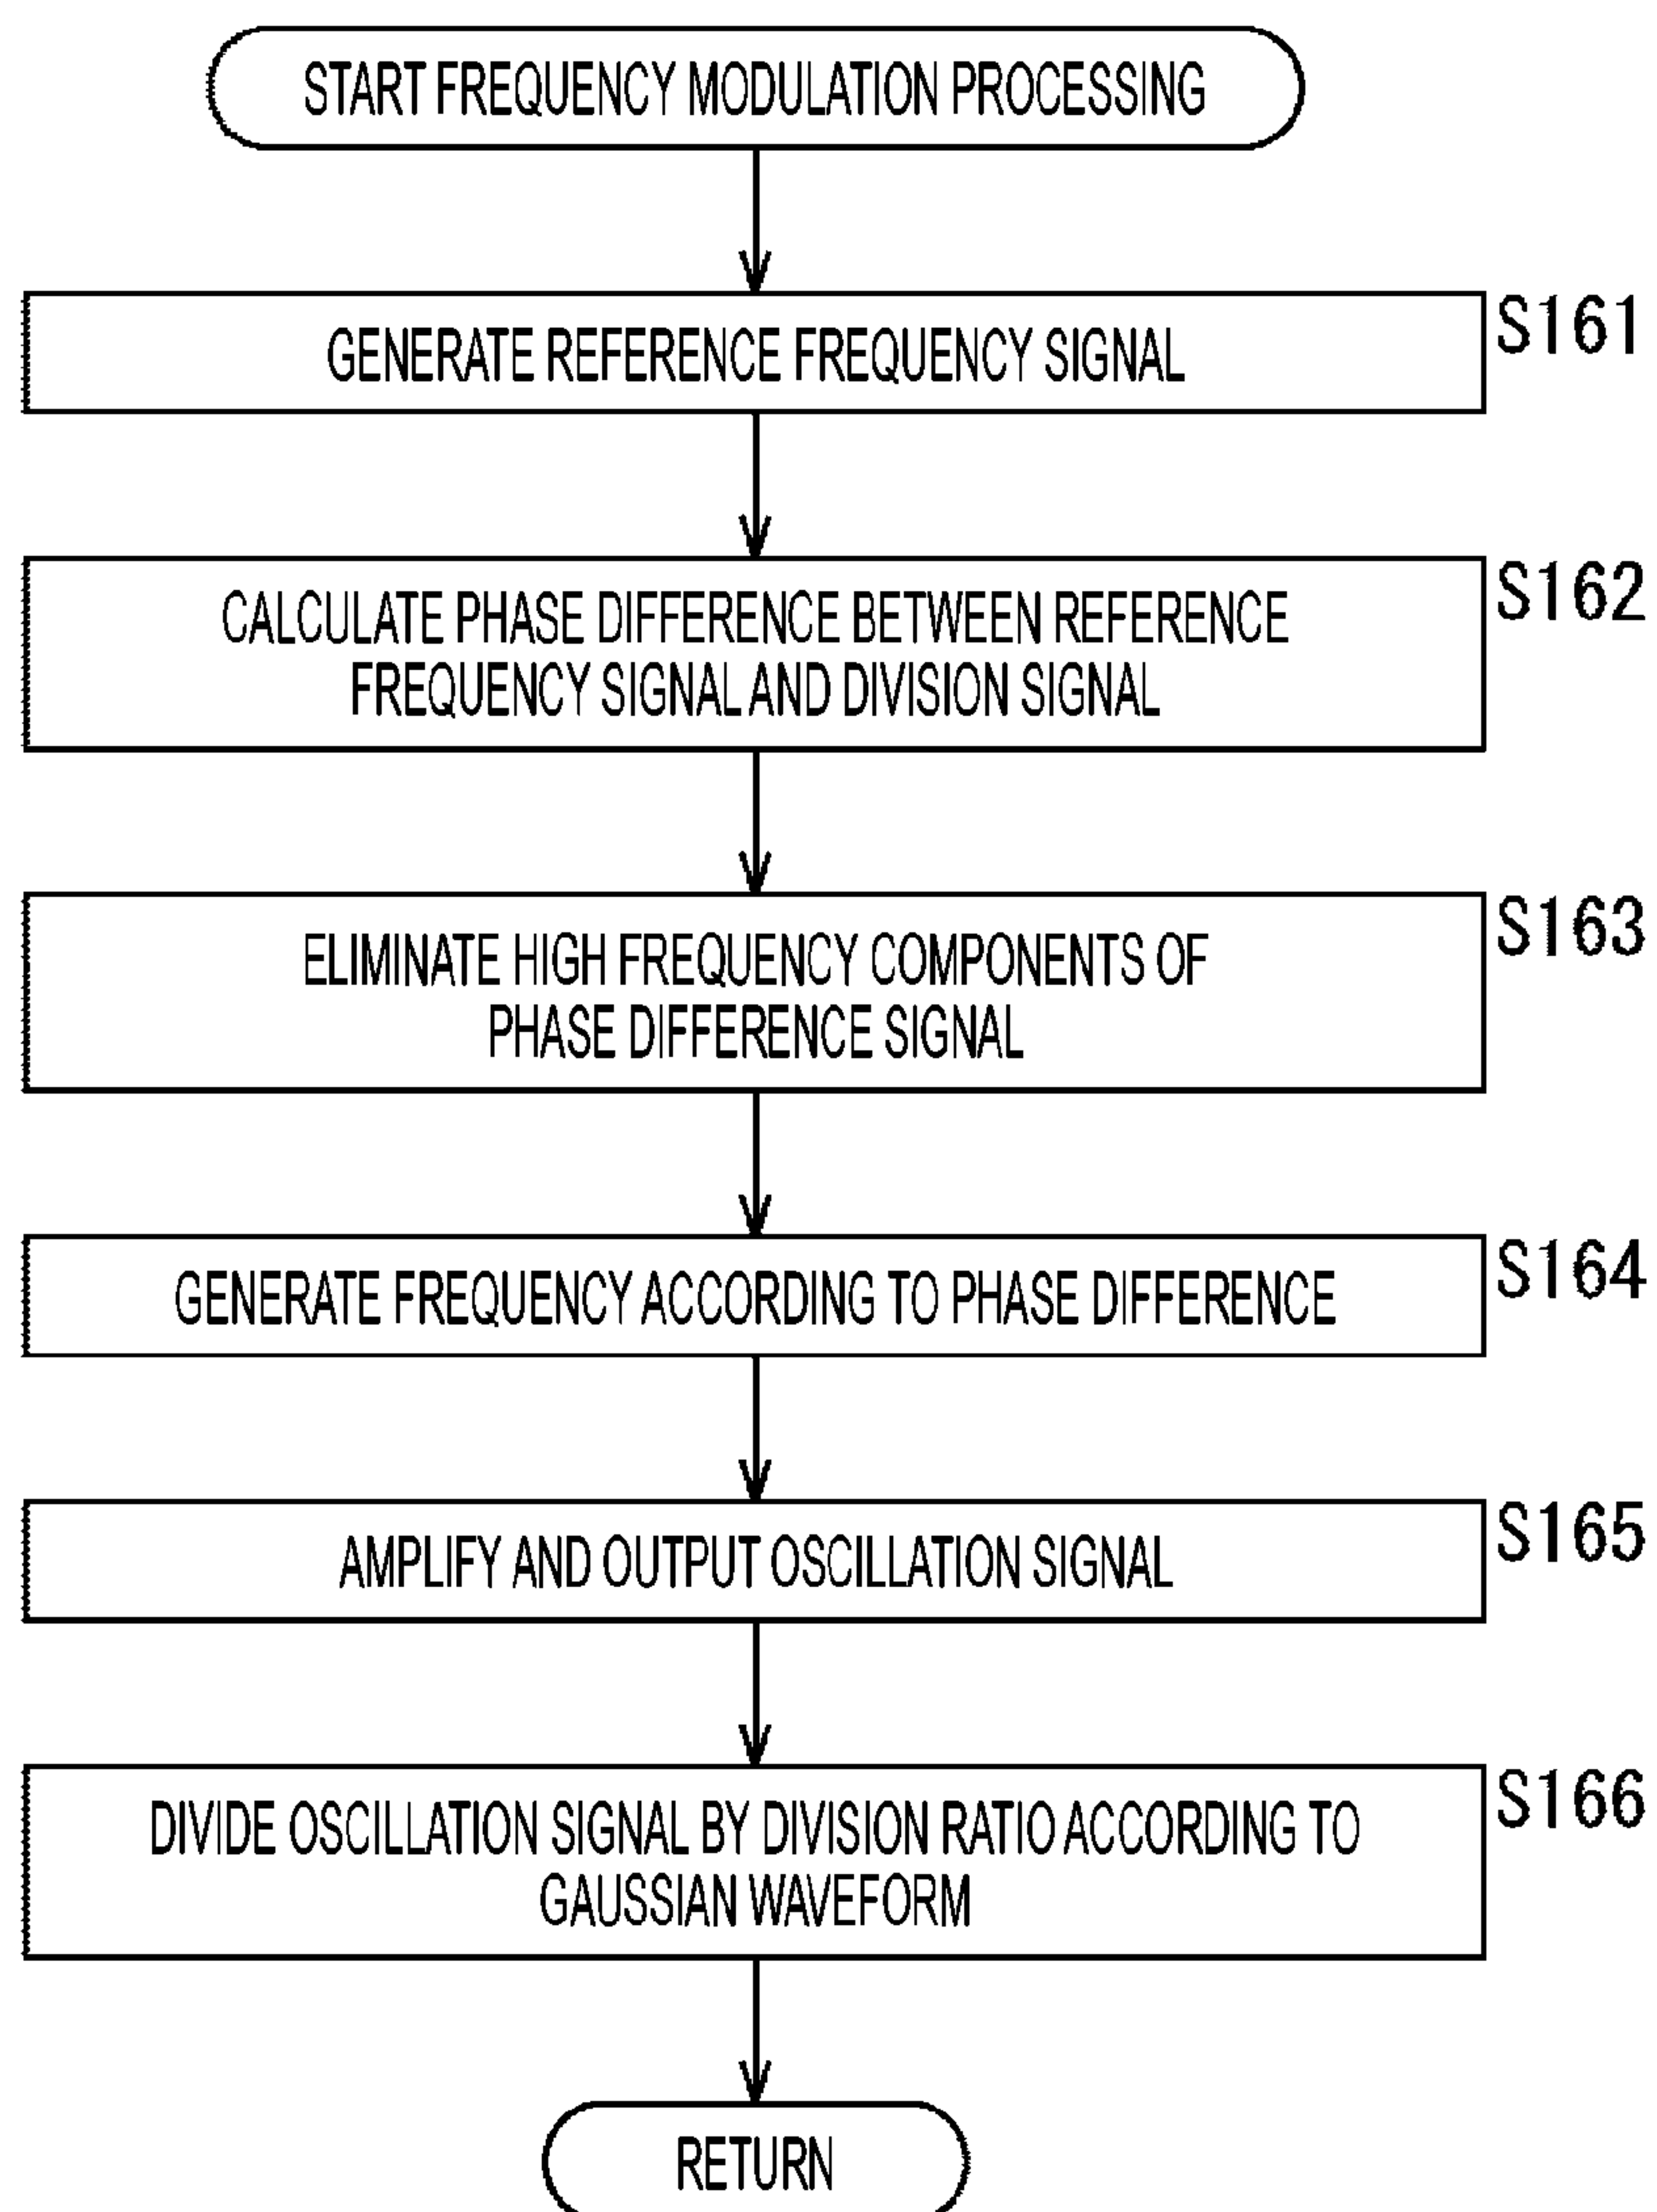 START FREQUENCY MODULATION PROCESSING
GENERATE REFERENCE FREQUENCY SIGNAL
S161
CALCULATE PHASE DIFFERENCE BETWEEN REFERENCE
FREQUENCY SIGNAL AND DIVISION SIGNAL
S162
ELIMINATE HIGH FREQUENCY COMPONENTS OF
PHASE DIFFERENCE SIGNAL
S163
GENERATE FREQUENCY ACCORDING TO PHASE DIFFERENCE
S164
AMPLIFY AND OUTPUT OSCILLATION SIGNAL
S165
DIVIDE OSCILLATION SIGNAL BY DIVISION RATIO ACCORDING TO
GAUSSIAN WAVEFORM
S166
RETURN